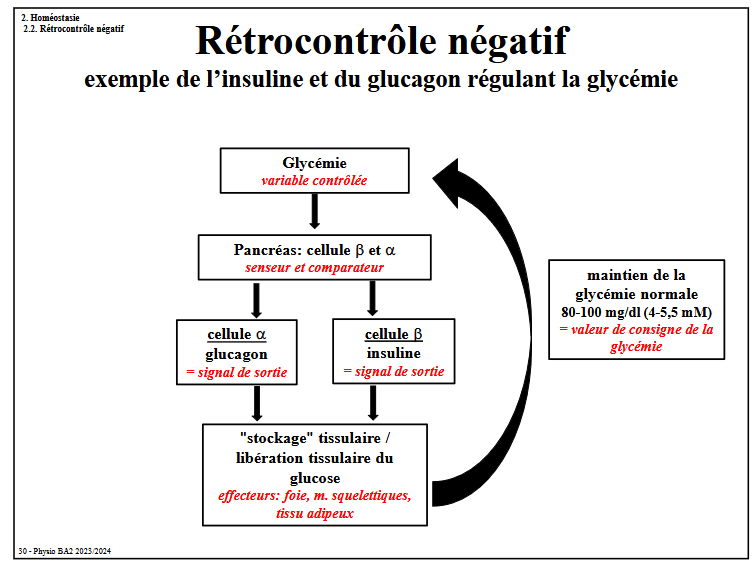 2. Homéostasie
2.2. Rétrocontrôle négatif
Rétrocontrôle négatif
exemple de l’insuline et du glucagon régulant la glycémie
Glycémie
variable contrôlée
Pancréas: cellule β et α
senseur et comparateur
cellule α
glucagon
= signal de sortie
cellule β
insuline
= signal de sortie
"stockage" tissulaire /
libération tissulaire du
glucose
effecteurs: foie, m. squelettiques,
tissu adipeux
maintien de la
glycémie normale
80-100 mg/dl (4-5,5 mM)
= valeur de consigne de la
glycémie
30 - Physio BA2 2023/2024